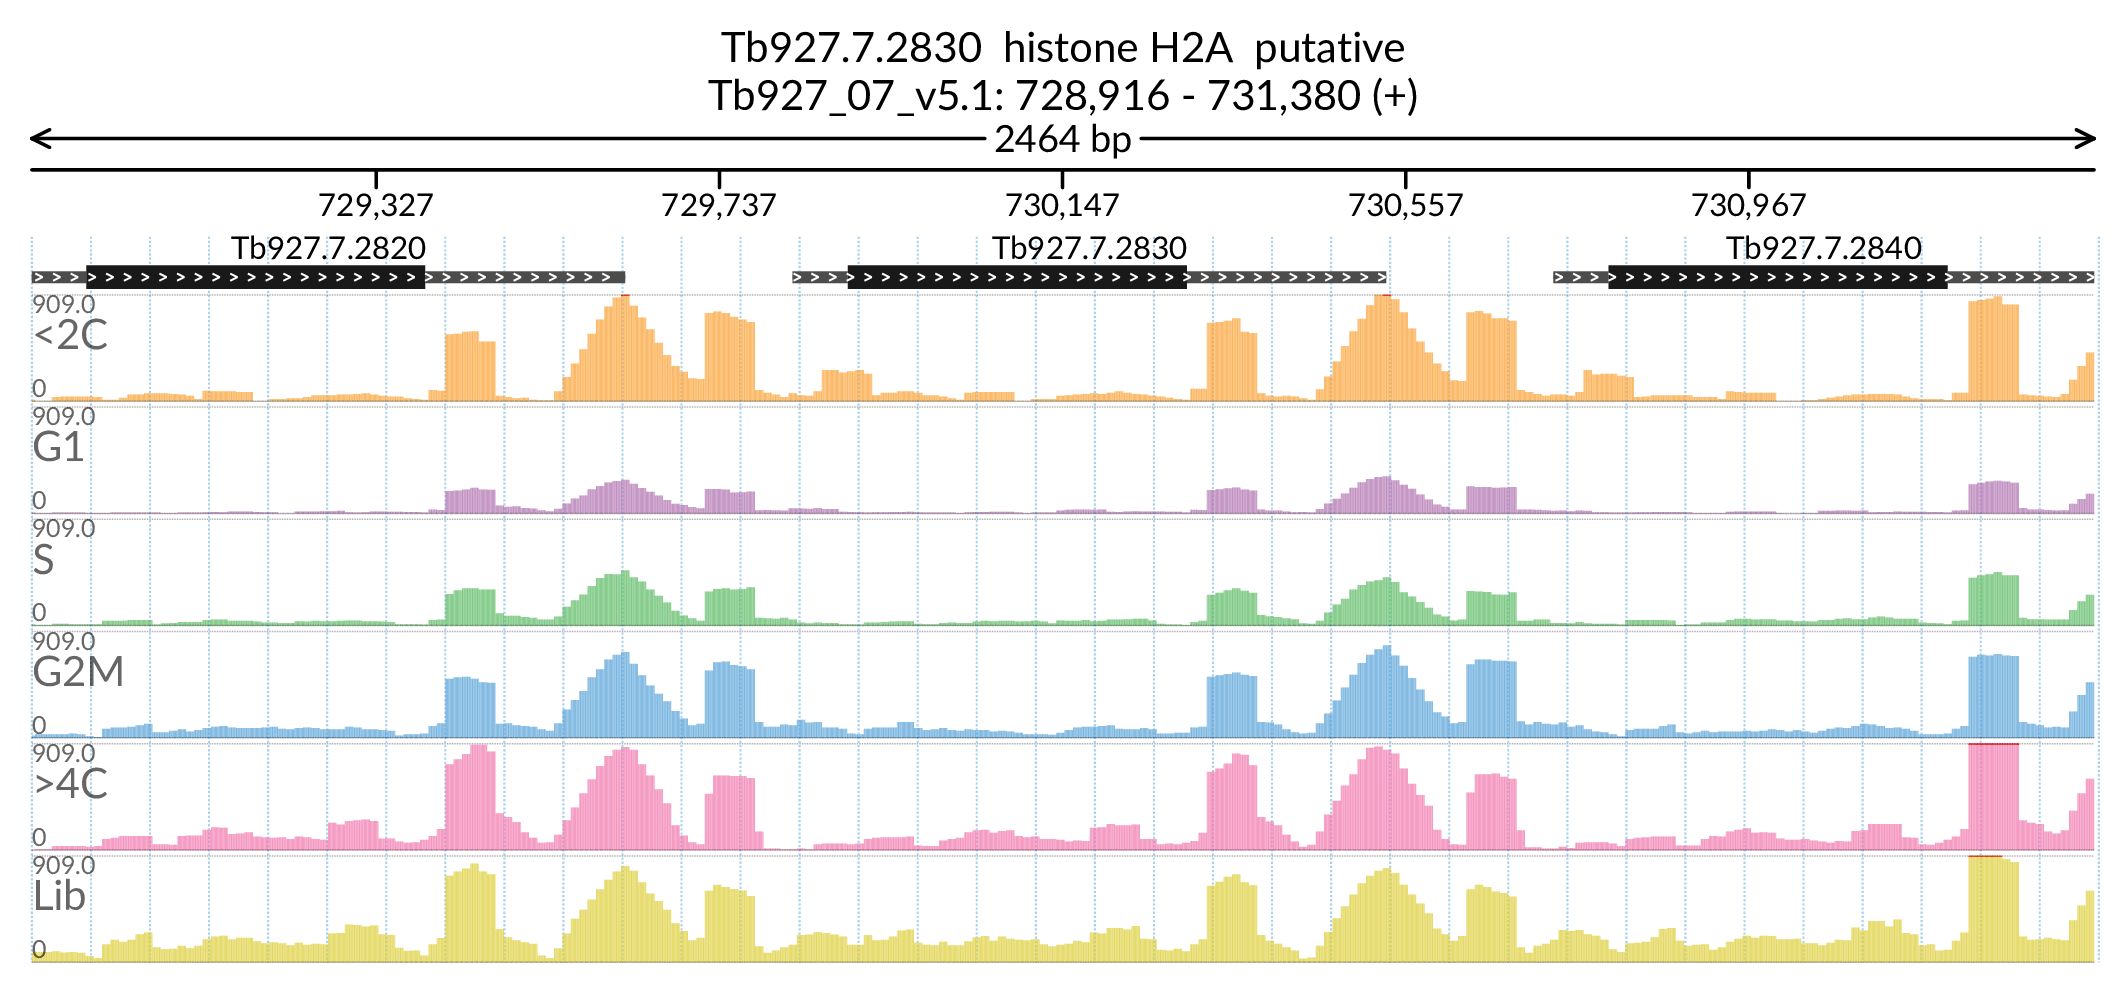 Tb927.7.2830 histone H2A putative
Tb927_07_v5.1: 728,916 - 731,380 (+)
2464 bp
729,327 729,737 730,147 730,557 730,967
Tb927.7.2820 Tb927.7.2830 Tb927.7.2840
909.0
<2C
0
909.0
G1
0
909.0
S
0
909.0
G2M
0
909.0
>4C
0
909.0
Lib
0